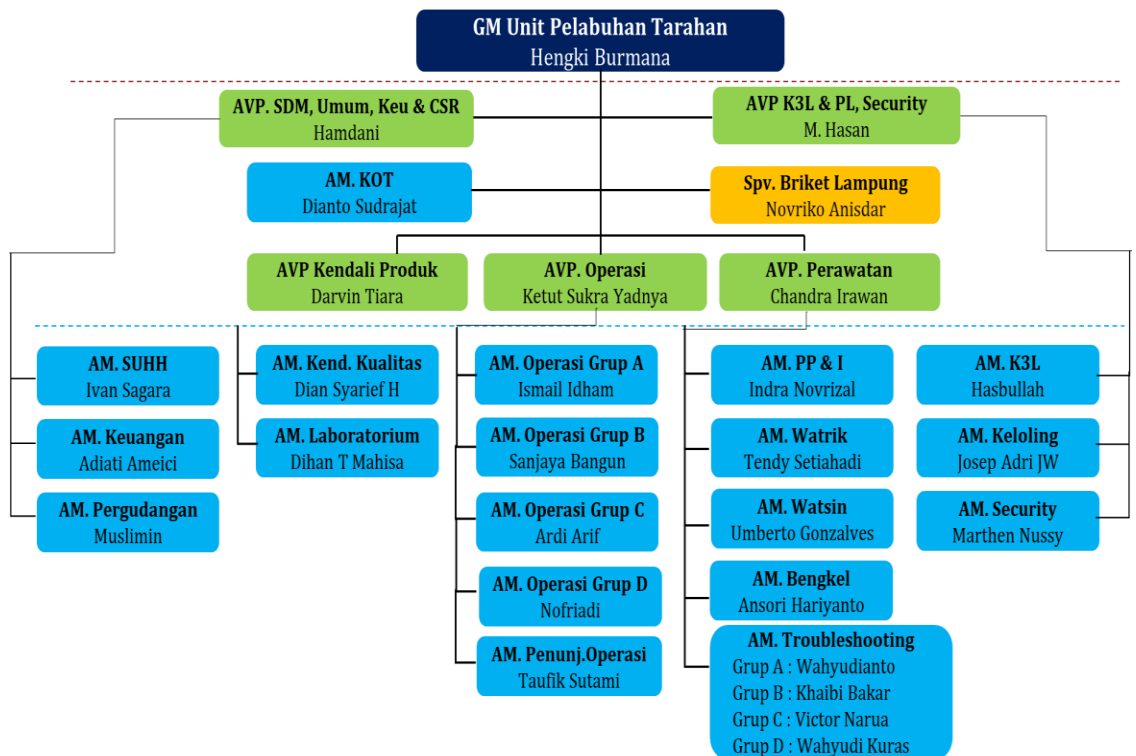 GM Unit Pelabuhan Tarahan
Hengki Burmana
AVP. SDM, Umum, Keu & CSR
Hamdani
AVP K3L & PL, Security
M. Hasan
AM. KOT
Dianto Sudrajat
Spv. Briket Lampung
Novriko Anisdar
AVP Kendali Produk
Darvin Tiara
AVP. Operasi
Ketut Sukra Yadnya
AVP. Perawatan
Chandra Irawan
AM. SUHH
Ivan Sagara
AM. Keuangan
Adiati Ameici
AM. Pergudangan
Muslimin
AM. Kend. Kualitas
Dian Syarief H
AM. Laboratorium
Dihan T Mahisa
AM. Operasi Grup A
Ismail Idham
AM. Operasi Grup B
Sanjaya Bangun
AM. Operasi Grup C
Ardi Arif
AM. Operasi Grup D
Nofriadi
AM. Penunj.Operasi
Taufik Sutami
AM. PP & I
Indra Novrizal
AM. Watrik
Tendy Setiahadi
AM. Watsin
Umberto Gonzalves
AM. Bengkel
Ansori Hariyanto
AM. Troubleshooting
Grup A : Wahyudianto
Grup B : Khaibi Bakar
Grup C : Victor Narua
Grup D : Wahyudi Kuras
AM. K3L
Hasbullah
AM. Keloling
Josep Adri JW
AM. Security
Marthen Nussy